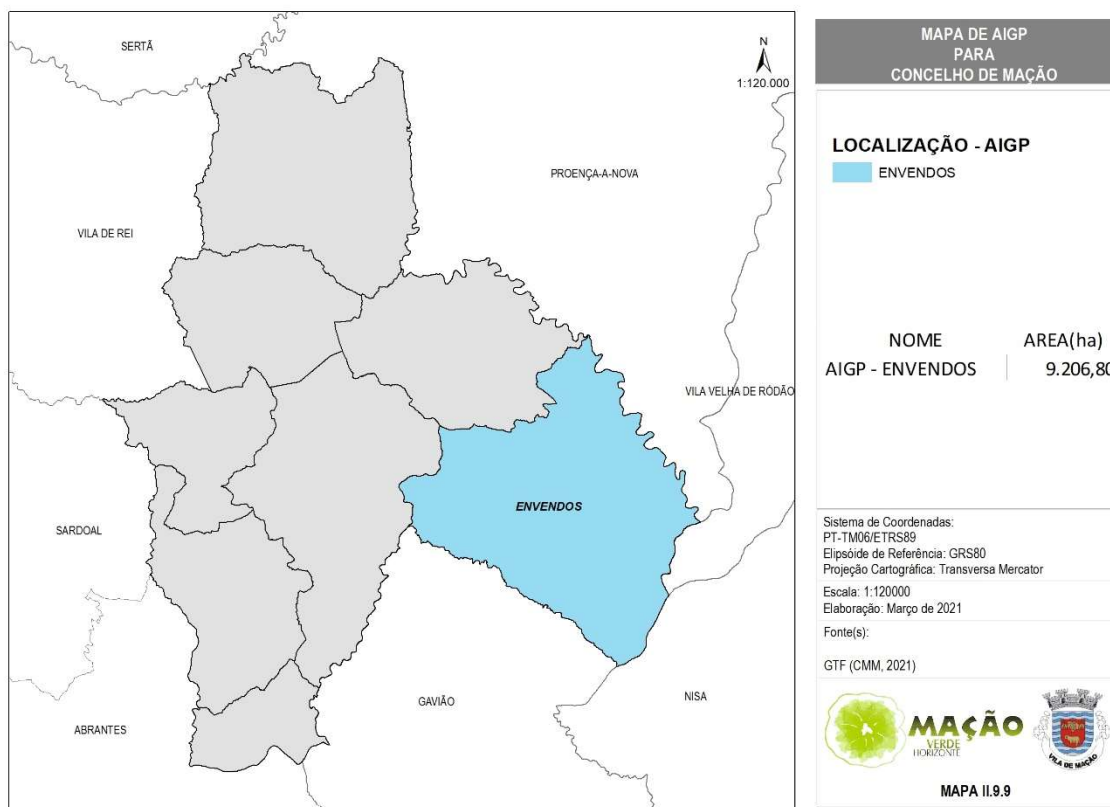 SERTÃ
N
1:120.000
PROENÇA-A-NOVA
VILA DE REI
VILA VELHA DE RÓDÃO
ENVENDOS
SARDOAL
GAVIÃO
NISA
ABRANTES
MAPA DE AIGP
PARA
CONCELHO DE MAÇÃO
LOCALIZAÇÃO - AIGP
ENVENDOS
NOME AREA(ha)
AIGP - ENVENDOS 9.206,80
Sistema de Coordenadas:
PT-TM06/ETRS89
Elipsóide de Referência: GRS80
Projeção Cartográfica: Transversa Mercator
Escala: 1:120000
Elaboração: Março de 2021
Fonte(s):
GTF (CMM, 2021)
MAÇÃO
VERDE
HORIZONTE
VILA DE MAÇÃO
MAPA II.9.9